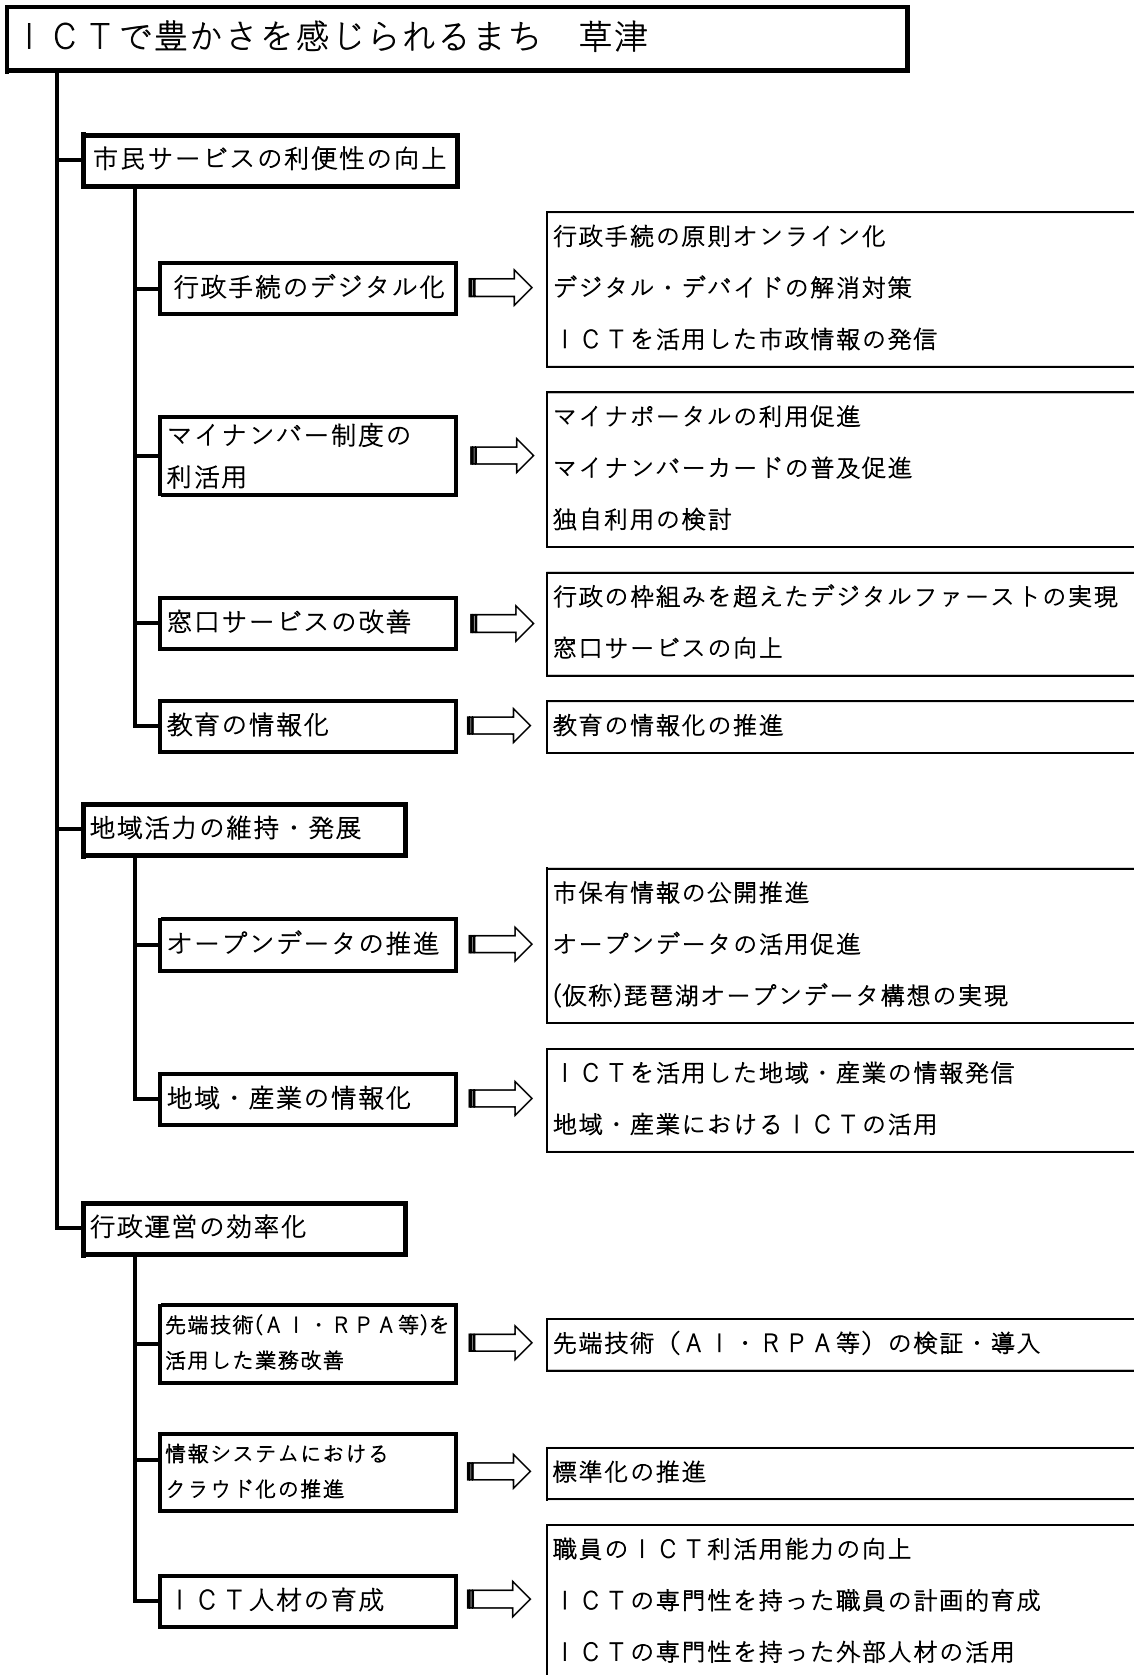 ＩＣＴで豊かさを感じられるまち　草津
市民サービスの利便性の向上
行政手続のデジタル化
行政手続の原則オンライン化
デジタル・デバイドの解消対策
ＩＣＴを活用した市政情報の発信
マイナンバー制度の
利活用
マイナポータルの利用促進
マイナンバーカードの普及促進
独自利用の検討
窓口サービスの改善
行政の枠組みを超えたデジタルファーストの実現
窓口サービスの向上
教育の情報化
教育の情報化の推進
地域活力の維持・発展
オープンデータの推進
市保有情報の公開推進
オープンデータの活用促進
(仮称)琵琶湖オープンデータ構想の実現
地域・産業の情報化
ＩＣＴを活用した地域・産業の情報発信
地域・産業におけるＩＣＴの活用
行政運営の効率化
先端技術(ＡＩ・ＲＰＡ等)を
活用した業務改善
先端技術（ＡＩ・ＲＰＡ等）の検証・導入
情報システムにおける
クラウド化の推進
標準化の推進
ＩＣＴ人材の育成
職員のＩＣＴ利活用能力の向上
ＩＣＴの専門性を持った職員の計画的育成
ＩＣＴの専門性を持った外部人材の活用